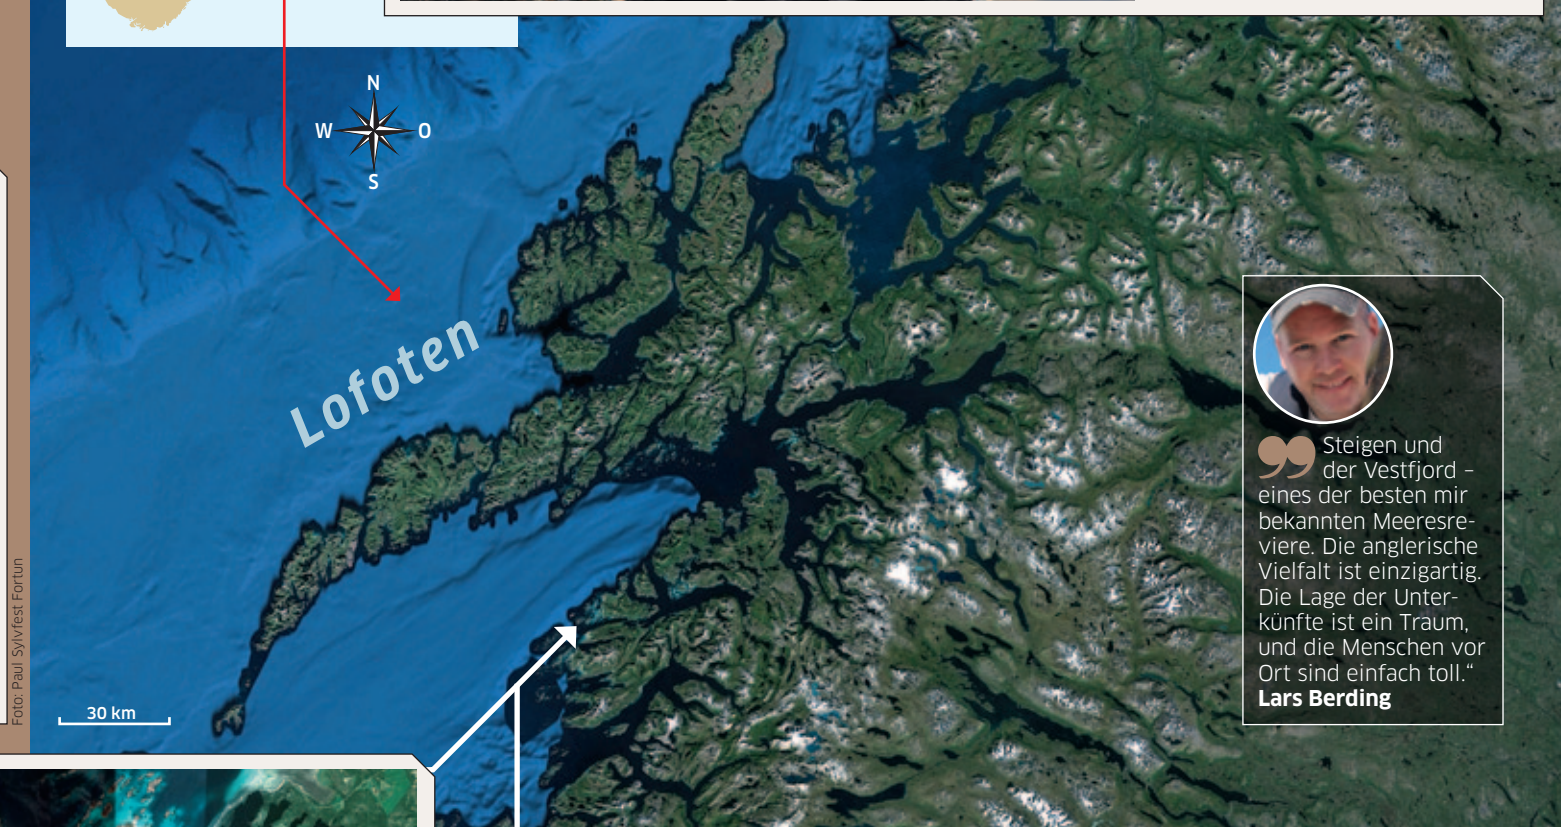 N
W
O
S
Lofoten
Steigen und
der Vestfjord –
eines der besten mir
bekannten Meeresre-
viere. Die anglerische
Vielfalt ist einzigartig.
Die Lage der Unter-
künfte ist ein Traum,
und die Menschen vor
Ort sind einfach toll.“
Lars Berding
Foto: Paul Sylvfest Fortun
30 km